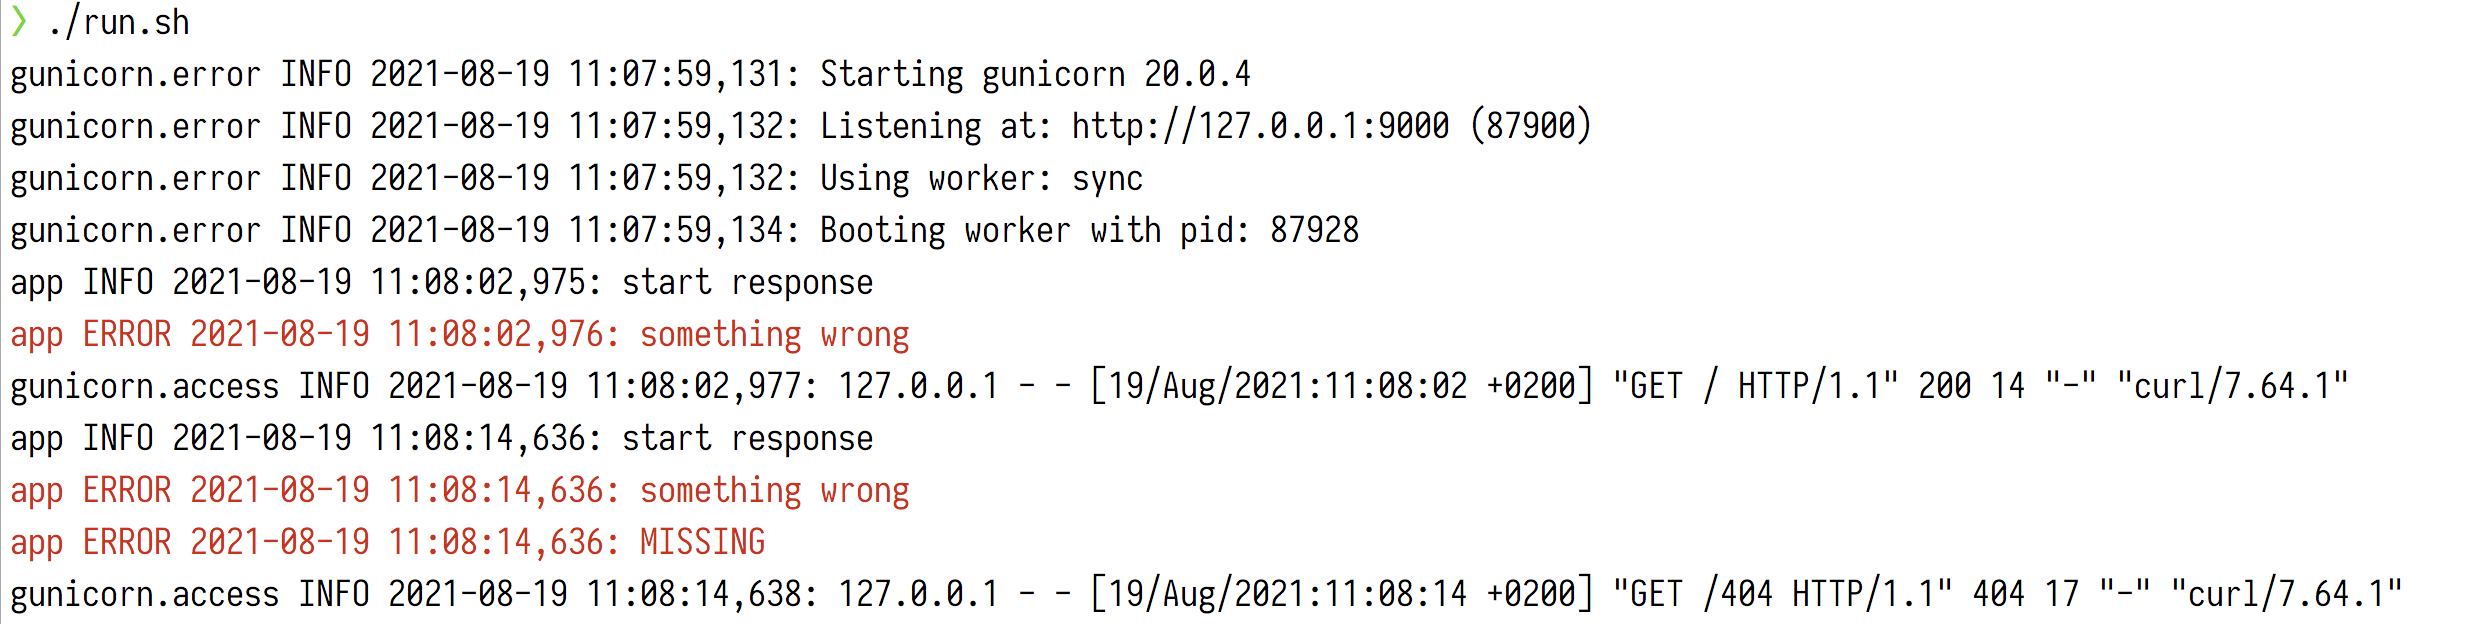 ❯ ./run.sh
gunicorn.error INFO 2021-08-19 11:07:59,131: Starting gunicorn 20.0.4
gunicorn.error INFO 2021-08-19 11:07:59,132: Listening at: http://127.0.0.1:9000 (87900)
gunicorn.error INFO 2021-08-19 11:07:59,132: Using worker: sync
gunicorn.error INFO 2021-08-19 11:07:59,134: Booting worker with pid: 87928
app INFO 2021-08-19 11:08:02,975: start response
app ERROR 2021-08-19 11:08:02,976: something wrong
gunicorn.access INFO 2021-08-19 11:08:02,977: 127.0.0.1 - - [19/Aug/2021:11:08:02 +0200] "GET / HTTP/1.1" 200 14 "-" "curl/7.64.1"
app INFO 2021-08-19 11:08:14,636: start response
app ERROR 2021-08-19 11:08:14,636: something wrong
app ERROR 2021-08-19 11:08:14,636: MISSING
gunicorn.access INFO 2021-08-19 11:08:14,638: 127.0.0.1 - - [19/Aug/2021:11:08:14 +0200] "GET /404 HTTP/1.1" 404 17 "-" "curl/7.64.1"